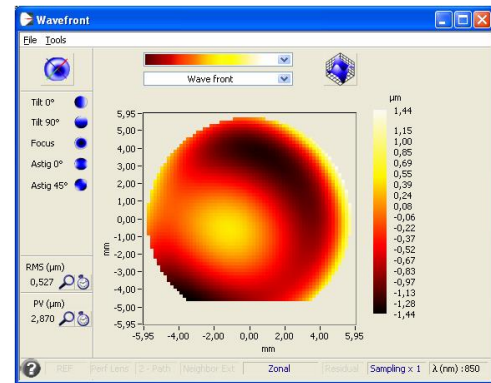 Wavefront
File Tools
Wave front
Tilt 0°
Tilt 90°
Focus
Astig 0°
Astig 45°
RMS (µm)
0,527
PV (µm)
2,870
5,95
5,00
4,00
3,00
2,00
1,00
0,00
-1,00
-2,00
-3,00
-4,00
-5,00
-5,95
mm
-5,95 -4,00 -2,00 0,00 2,00 4,00 5,95
mm
µm
1,44
1,15
1,00
0,85
0,69
0,55
0,39
0,24
0,08
-0,06
-0,22
-0,37
-0,52
-0,67
-0,83
-0,97
-1,13
-1,28
-1,44
REF Perf Lens Z - Path Neighbor Ext Zonal Residual Sampling x 1 λ (nm) :850